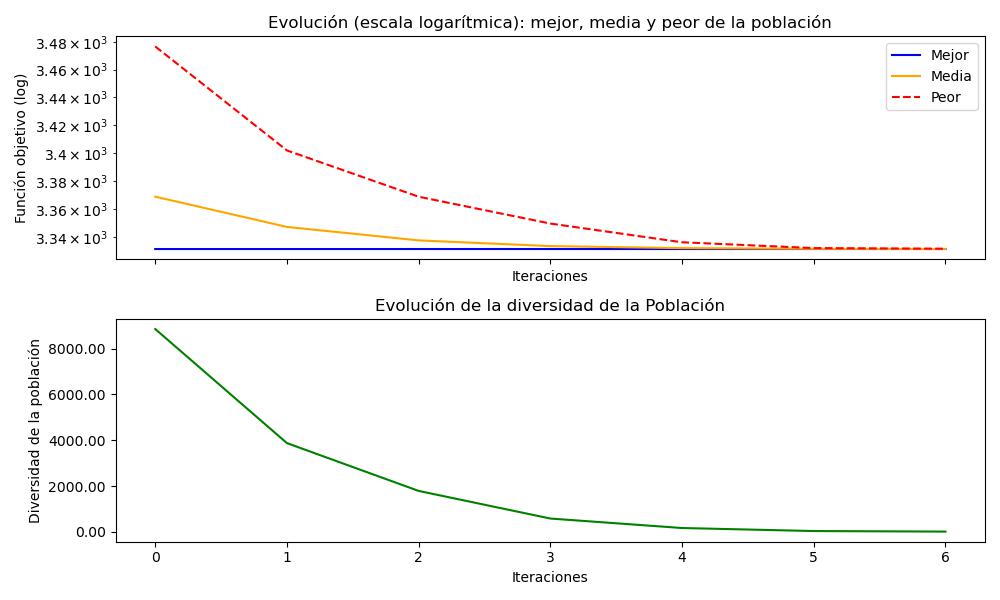 Evolución (escala logarítmica): mejor, media y peor de la población
Función objetivo (log)
3.48 × 10³
3.46 × 10³
3.44 × 10³
3.42 × 10³
3.4 × 10³
3.38 × 10³
3.36 × 10³
3.34 × 10³
Mejor
Media
Peor
Iteraciones
Evolución de la diversidad de la Población
Diversidad de la población
8000.00
6000.00
4000.00
2000.00
0.00
0 1 2 3 4 5 6
Iteraciones